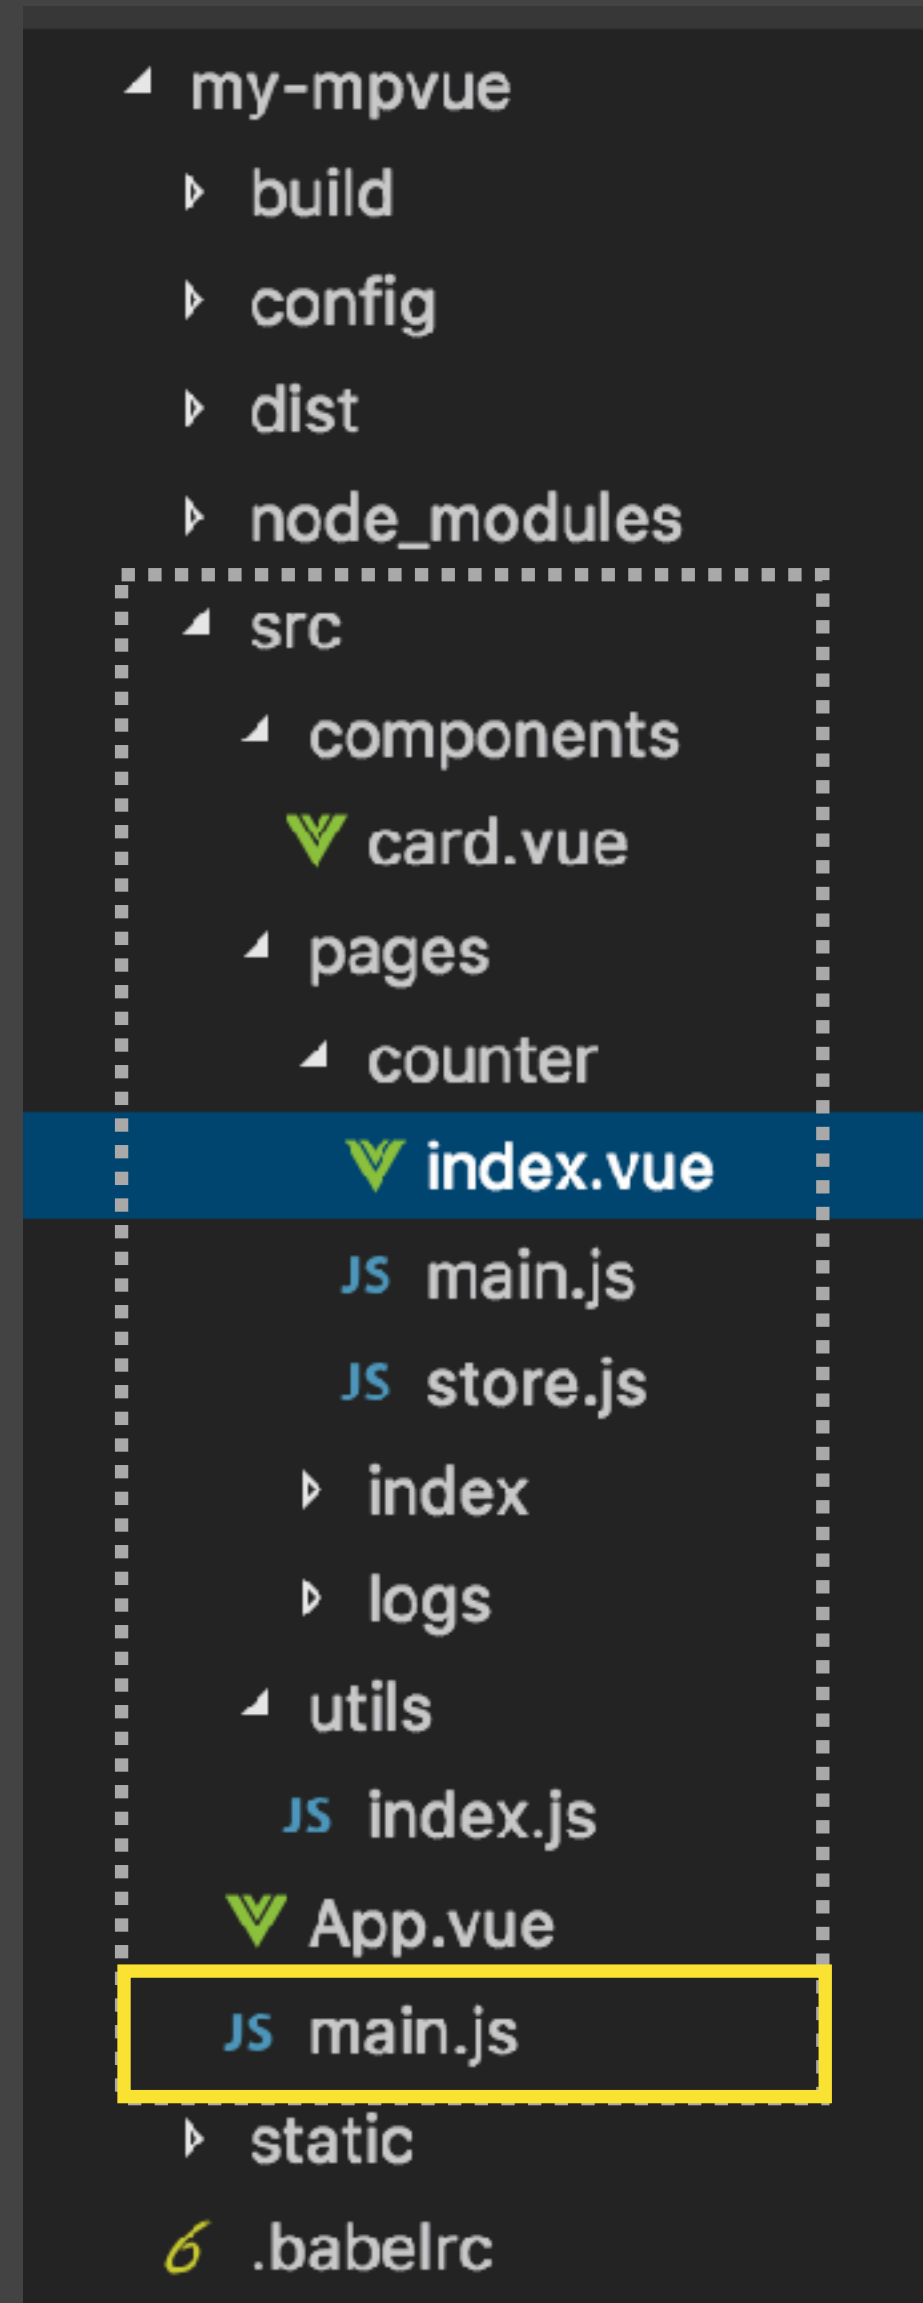 my-mpvue
build
config
dist
node_modules
src
components
card.vue
pages
counter
index.vue
JS main.js
JS store.js
index
logs
utils
JS index.js
App.vue
JS main.js
static
6 .babelrc